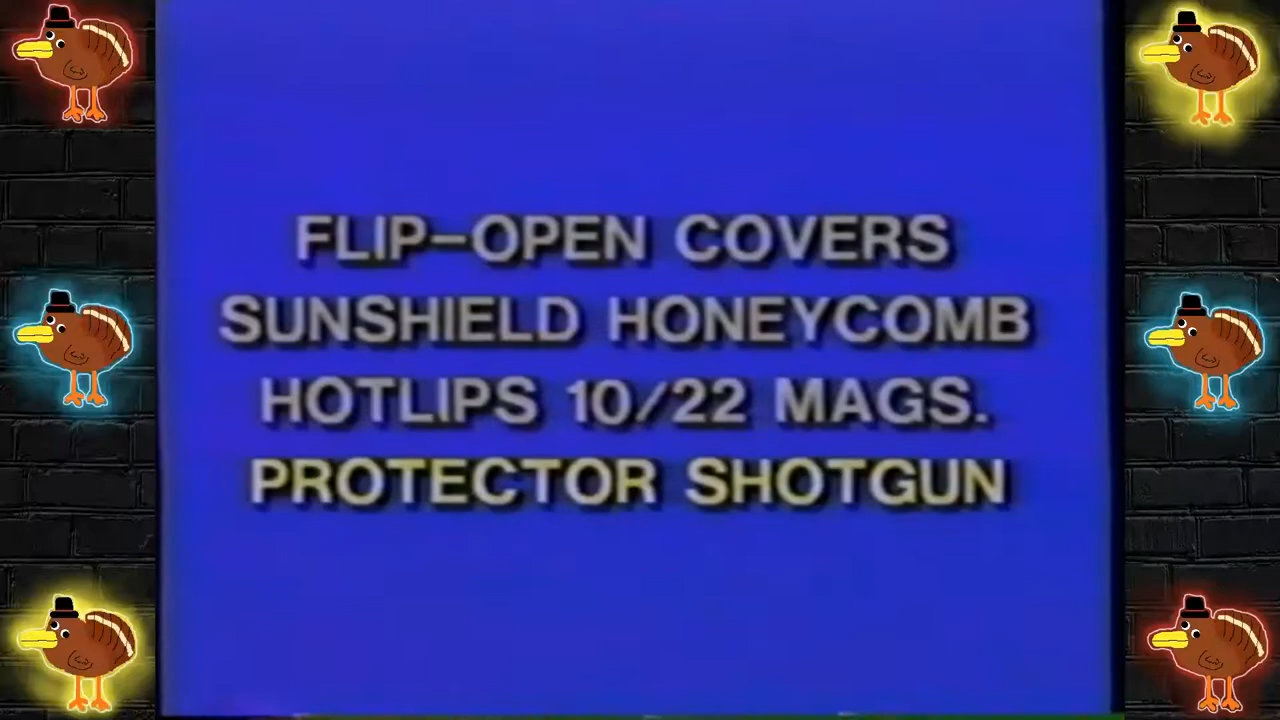 FLIP-OPEN COVERS
SUNSHIELD HONEYCOMB
HOTLIPS 10/22 MAGS.
PROTECTOR SHOTGUN